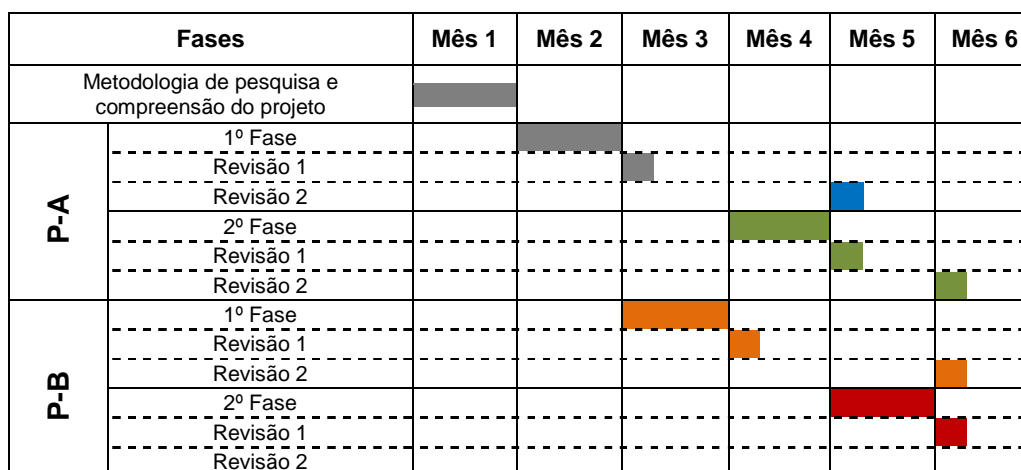 Fases Mês 1 Mês 2 Mês 3 Mês 4 Mês 5 Mês 6
Metodologia de pesquisa e
compreensão do projeto
P-A
1º Fase
Revisão 1
Revisão 2
2º Fase
Revisão 1
Revisão 2
P-B
1º Fase
Revisão 1
Revisão 2
2º Fase
Revisão 1
Revisão 2